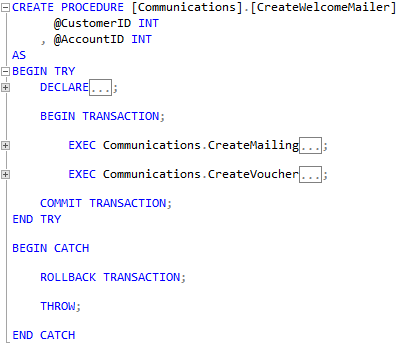 CREATE PROCEDURE [Communications].[CreateWelcomeMailer]
@CustomerID INT
, @AccountID INT
AS
BEGIN TRY
DECLARE...;
BEGIN TRANSACTION;
EXEC Communications.CreateMailing...;
EXEC Communications.CreateVoucher...;
COMMIT TRANSACTION;
END TRY
BEGIN CATCH
ROLLBACK TRANSACTION;
THROW;
END CATCH